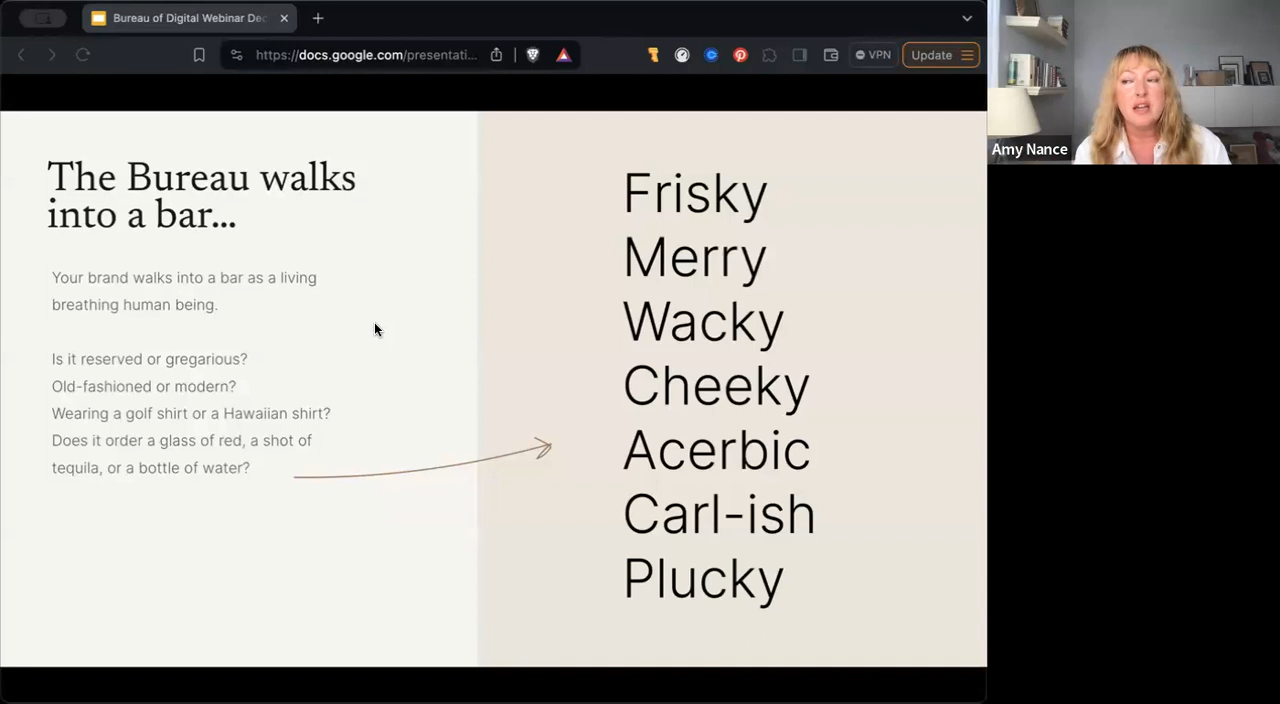 Bureau of Digital Webinar Dec
https://docs.google.com/presentati...
VPN
Update
Amy Nance
The Bureau walks
into a bar...
Your brand walks into a bar as a living
breathing human being.
Is it reserved or gregarious?
Old-fashioned or modern?
Wearing a golf shirt or a Hawaiian shirt?
Does it order a glass of red, a shot of
tequila, or a bottle of water?
Frisky
Merry
Wacky
Cheeky
Acerbic
Carl-ish
Plucky